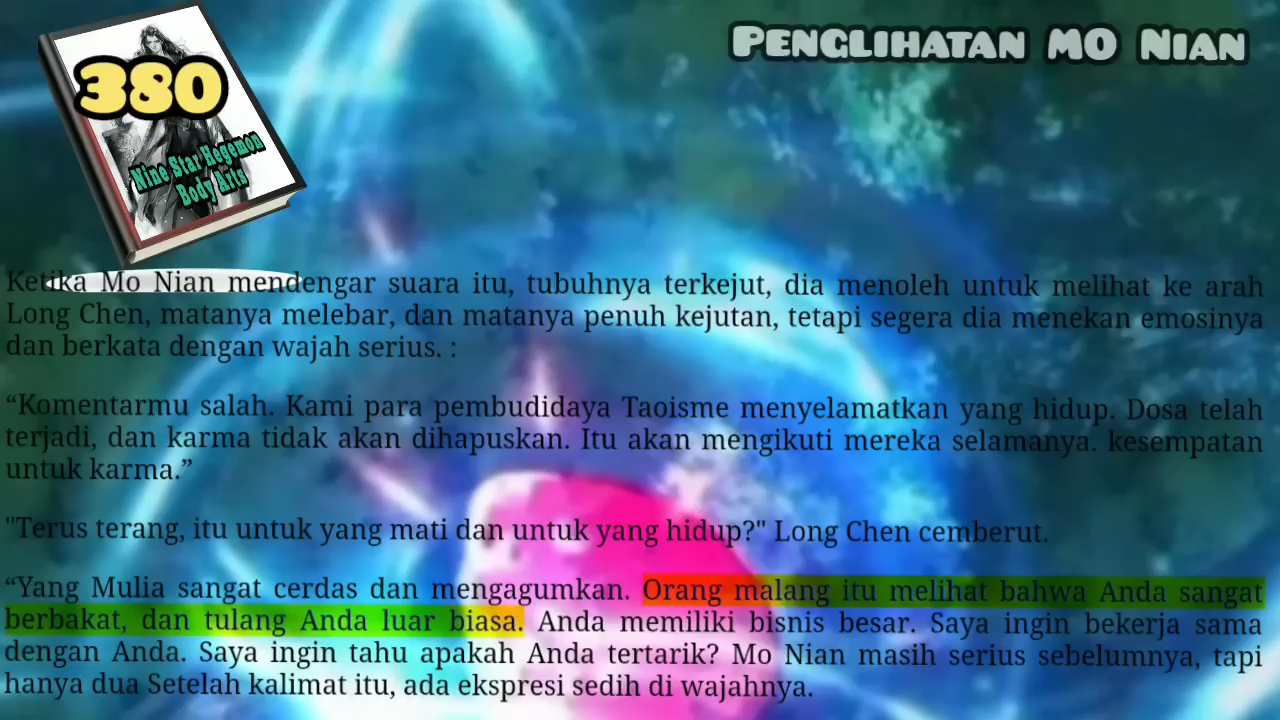 380
Nine Star Hegemon
Body Arts
Penglihatan Mo Nian
Ketika Mo Nian mendengar suara itu, tubuhnya terkejut, dia menoleh untuk melihat ke arah
Long Chen, matanya melebar, dan matanya penuh kejutan, tetapi segera dia menekan emosinya
dan berkata dengan wajah serius. :
“Komentarmu salah. Kami para pembudidaya Taoisme menyelamatkan yang hidup. Dosa telah
terjadi, dan karma tidak akan dihapuskan. Itu akan mengikuti mereka selamanya. kesempatan
untuk karma.”
"Terus terang, itu untuk yang mati dan untuk yang hidup?" Long Chen cemberut.
“Yang Mulia sangat cerdas dan mengagumkan. Orang malang itu melihat bahwa Anda sangat
berbakat, dan tulang Anda luar biasa. Anda memiliki bisnis besar. Saya ingin bekerja sama
dengan Anda. Saya ingin tahu apakah Anda tertarik? Mo Nian masih serius sebelumnya, tapi
hanya dua Setelah kalimat itu, ada ekspresi sedih di wajahnya.